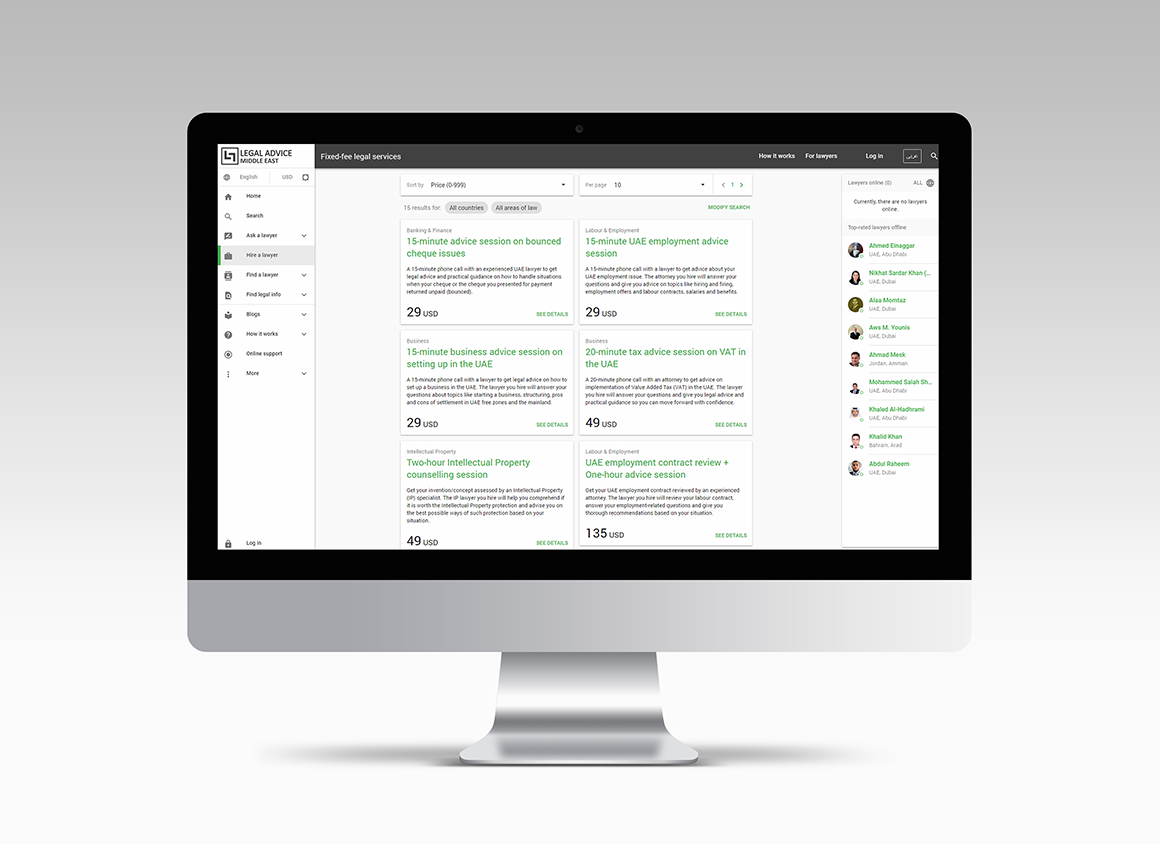 LEGAL ADVICE
MIDDLE EAST
Fixed-fee legal services
How it works
For lawyers
Log in
عربي
English
USD
Home
Search
Ask a lawyer
Hire a lawyer
Find a lawyer
Find legal info
Blogs
How it works
Online support
More
Log in
Sort by Price (0-999)
Per page 10
1
15 results for: All countries All areas of law
MODIFY SEARCH
Banking & Finance
15-minute advice session on bounced
cheque issues
A 15-minute phone call with an experienced UAE lawyer to get
legal advice and practical guidance on how to handle situations
when your cheque or the cheque you presented for payment
returned unpaid (bounced).
29 USD
SEE DETAILS
Labour & Employment
15-minute UAE employment advice
session
A 15-minute phone call with a lawyer to get advice about your
UAE employment issue. The attorney you hire will answer your
questions and give you advice on topics like hiring and firing,
employment offers and labour contracts, salaries and benefits.
29 USD
SEE DETAILS
Business
15-minute business advice session on
setting up in the UAE
A 15-minute phone call with a lawyer to get legal advice on how to
set up a business in the UAE. The lawyer you hire will answer your
questions about topics like starting a business, structuring, pros
and cons of settlement in UAE free zones and the mainland.
29 USD
SEE DETAILS
Business
20-minute tax advice session on VAT in
the UAE
A 20-minute phone call with an attorney to get advice on
implementation of Value Added Tax (VAT) in the UAE. The lawyer
you hire will answer your questions and give you legal advice and
practical guidance so you can move forward with confidence.
49 USD
SEE DETAILS
Intellectual Property
Two-hour Intellectual Property
counselling session
Get your invention/concept assessed by an Intellectual Property
(IP) specialist. The IP lawyer you hire will help you comprehend if
it is worth the Intellectual Property protection and advise you on
the best possible ways of such protection based on your
situation.
49 USD
SEE DETAILS
Labour & Employment
UAE employment contract review +
One-hour advice session
Get your UAE employment contract reviewed by an experienced
attorney. The lawyer you hire will review your labour contract,
answer your employment-related questions and give you
thorough recommendations based on your situation.
135 USD
SEE DETAILS
Lawyers online (0)
ALL
Currently, there are no lawyers
online.
Top-rated lawyers offline
Ahmed Elnaggar
UAE, Abu Dhabi
Nikhat Sardar Khan (...
UAE, Dubai
Alaa Momtaz
UAE, Dubai
Aws M. Younis
UAE, Dubai
Ahmad Mesk
Jordan, Amman
Mohammed Salah Sh...
UAE, Abu Dhabi
Khaled Al-Hadhrami
UAE, Abu Dhabi
Khalid Khan
Bahrain, Arad
Abdul Raheem
UAE, Dubai